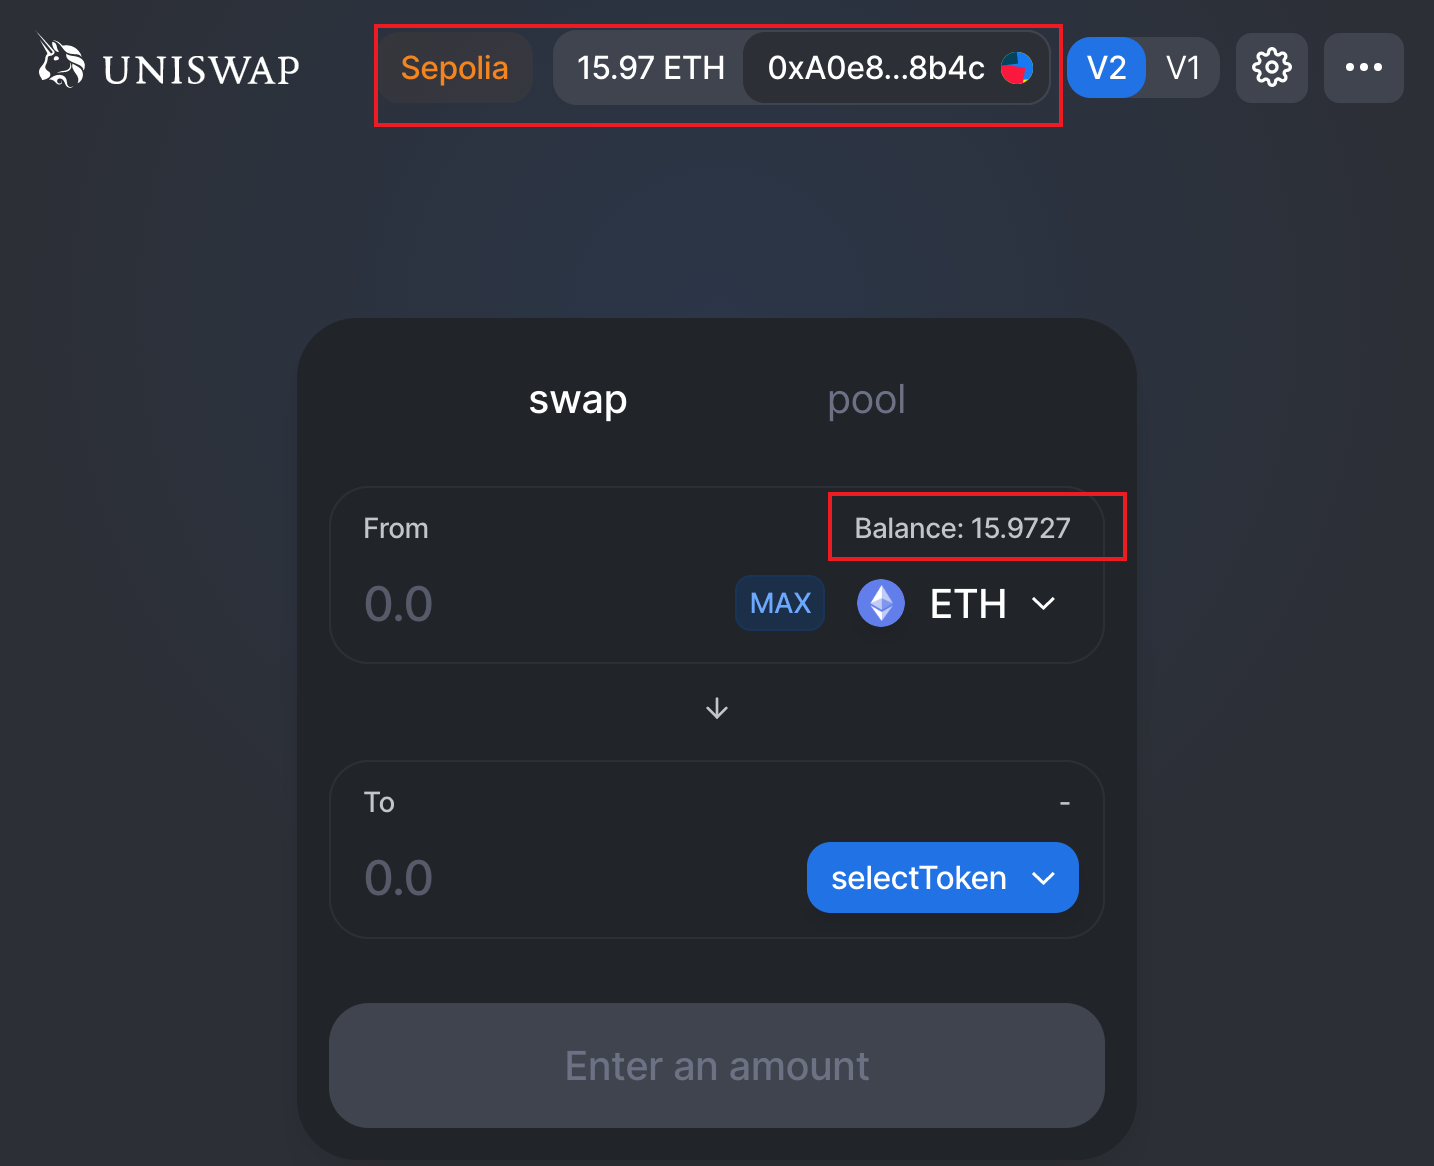 UNISWAP Sepolia 15.97 ETH 0xA0e8...8b4c V2 V1
swap pool
From Balance: 15.9727
0.0 MAX ETH
To -
0.0 selectToken
Enter an amount